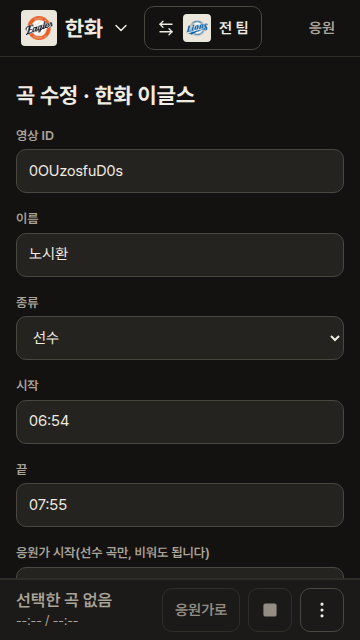 Eagles
한화
Lions
전 팀
응원
곡 수정 · 한화 이글스
영상 ID
0OUzosfuD0s
이름
노시환
종류
선수
시작
06:54
끝
07:55
응원가 시작(선수 곡만, 비워도 됩니다)
선택한 곡 없음
--:-- / --:--
응원가로